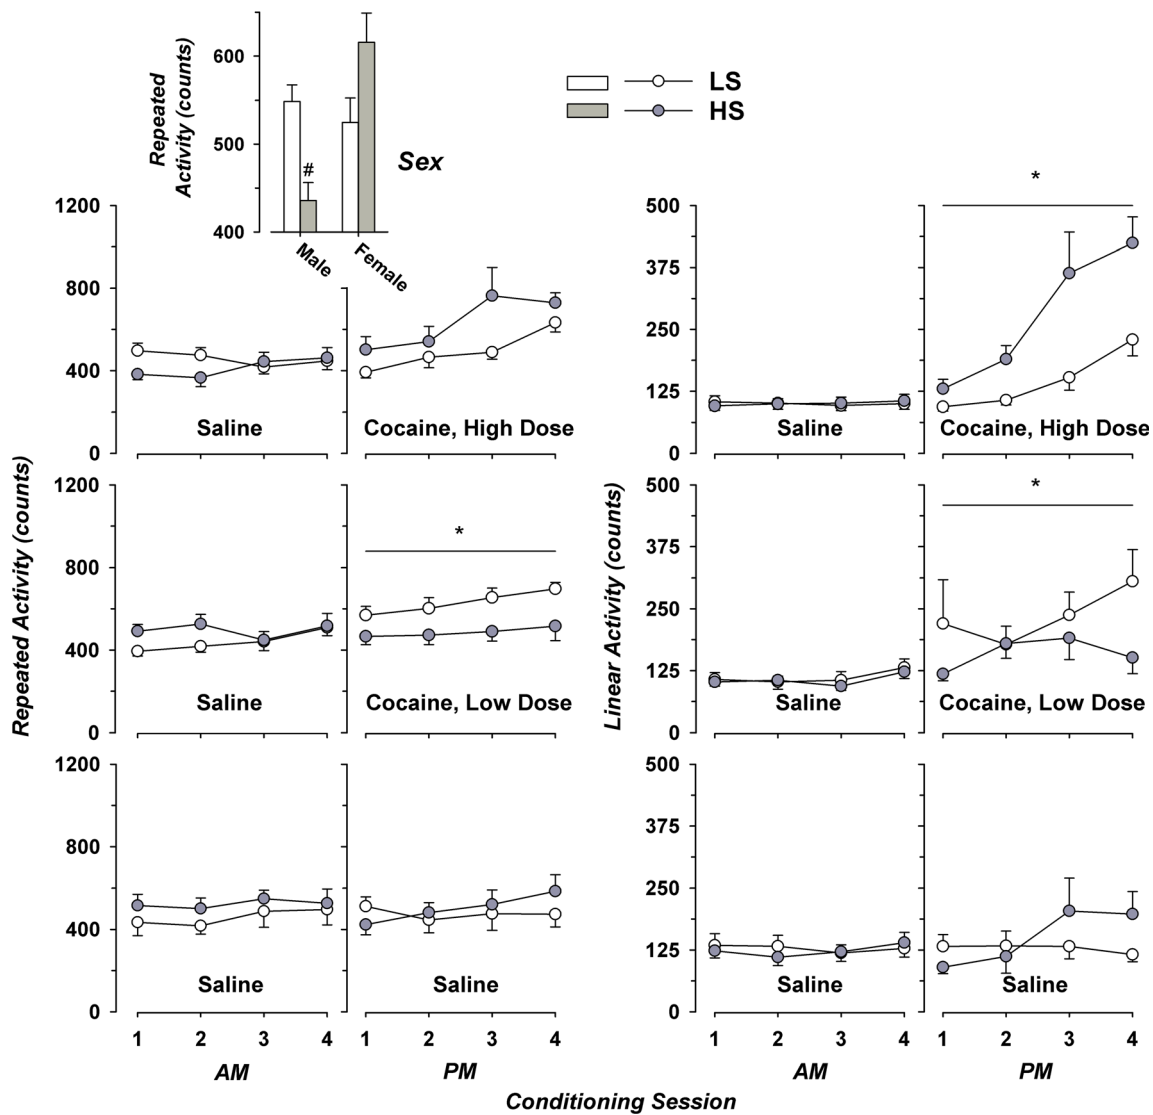 Repeated
Activity (counts)
600
500
400
#
Male
Female
Sex
LS
HS
1200
800
400
0
Saline
Cocaine, High Dose
500
375
250
125
0
Saline
*
Cocaine, High Dose
Repeated Activity (counts)
1200
800
400
0
Saline
*
Cocaine, Low Dose
Linear Activity (counts)
500
375
250
125
0
Saline
*
Cocaine, Low Dose
1200
800
400
0
Saline
Saline
500
375
250
125
0
Saline
Saline
1 2 3 4 1 2 3 4 1 2 3 4 1 2 3 4
AM PM AM PM
Conditioning Session